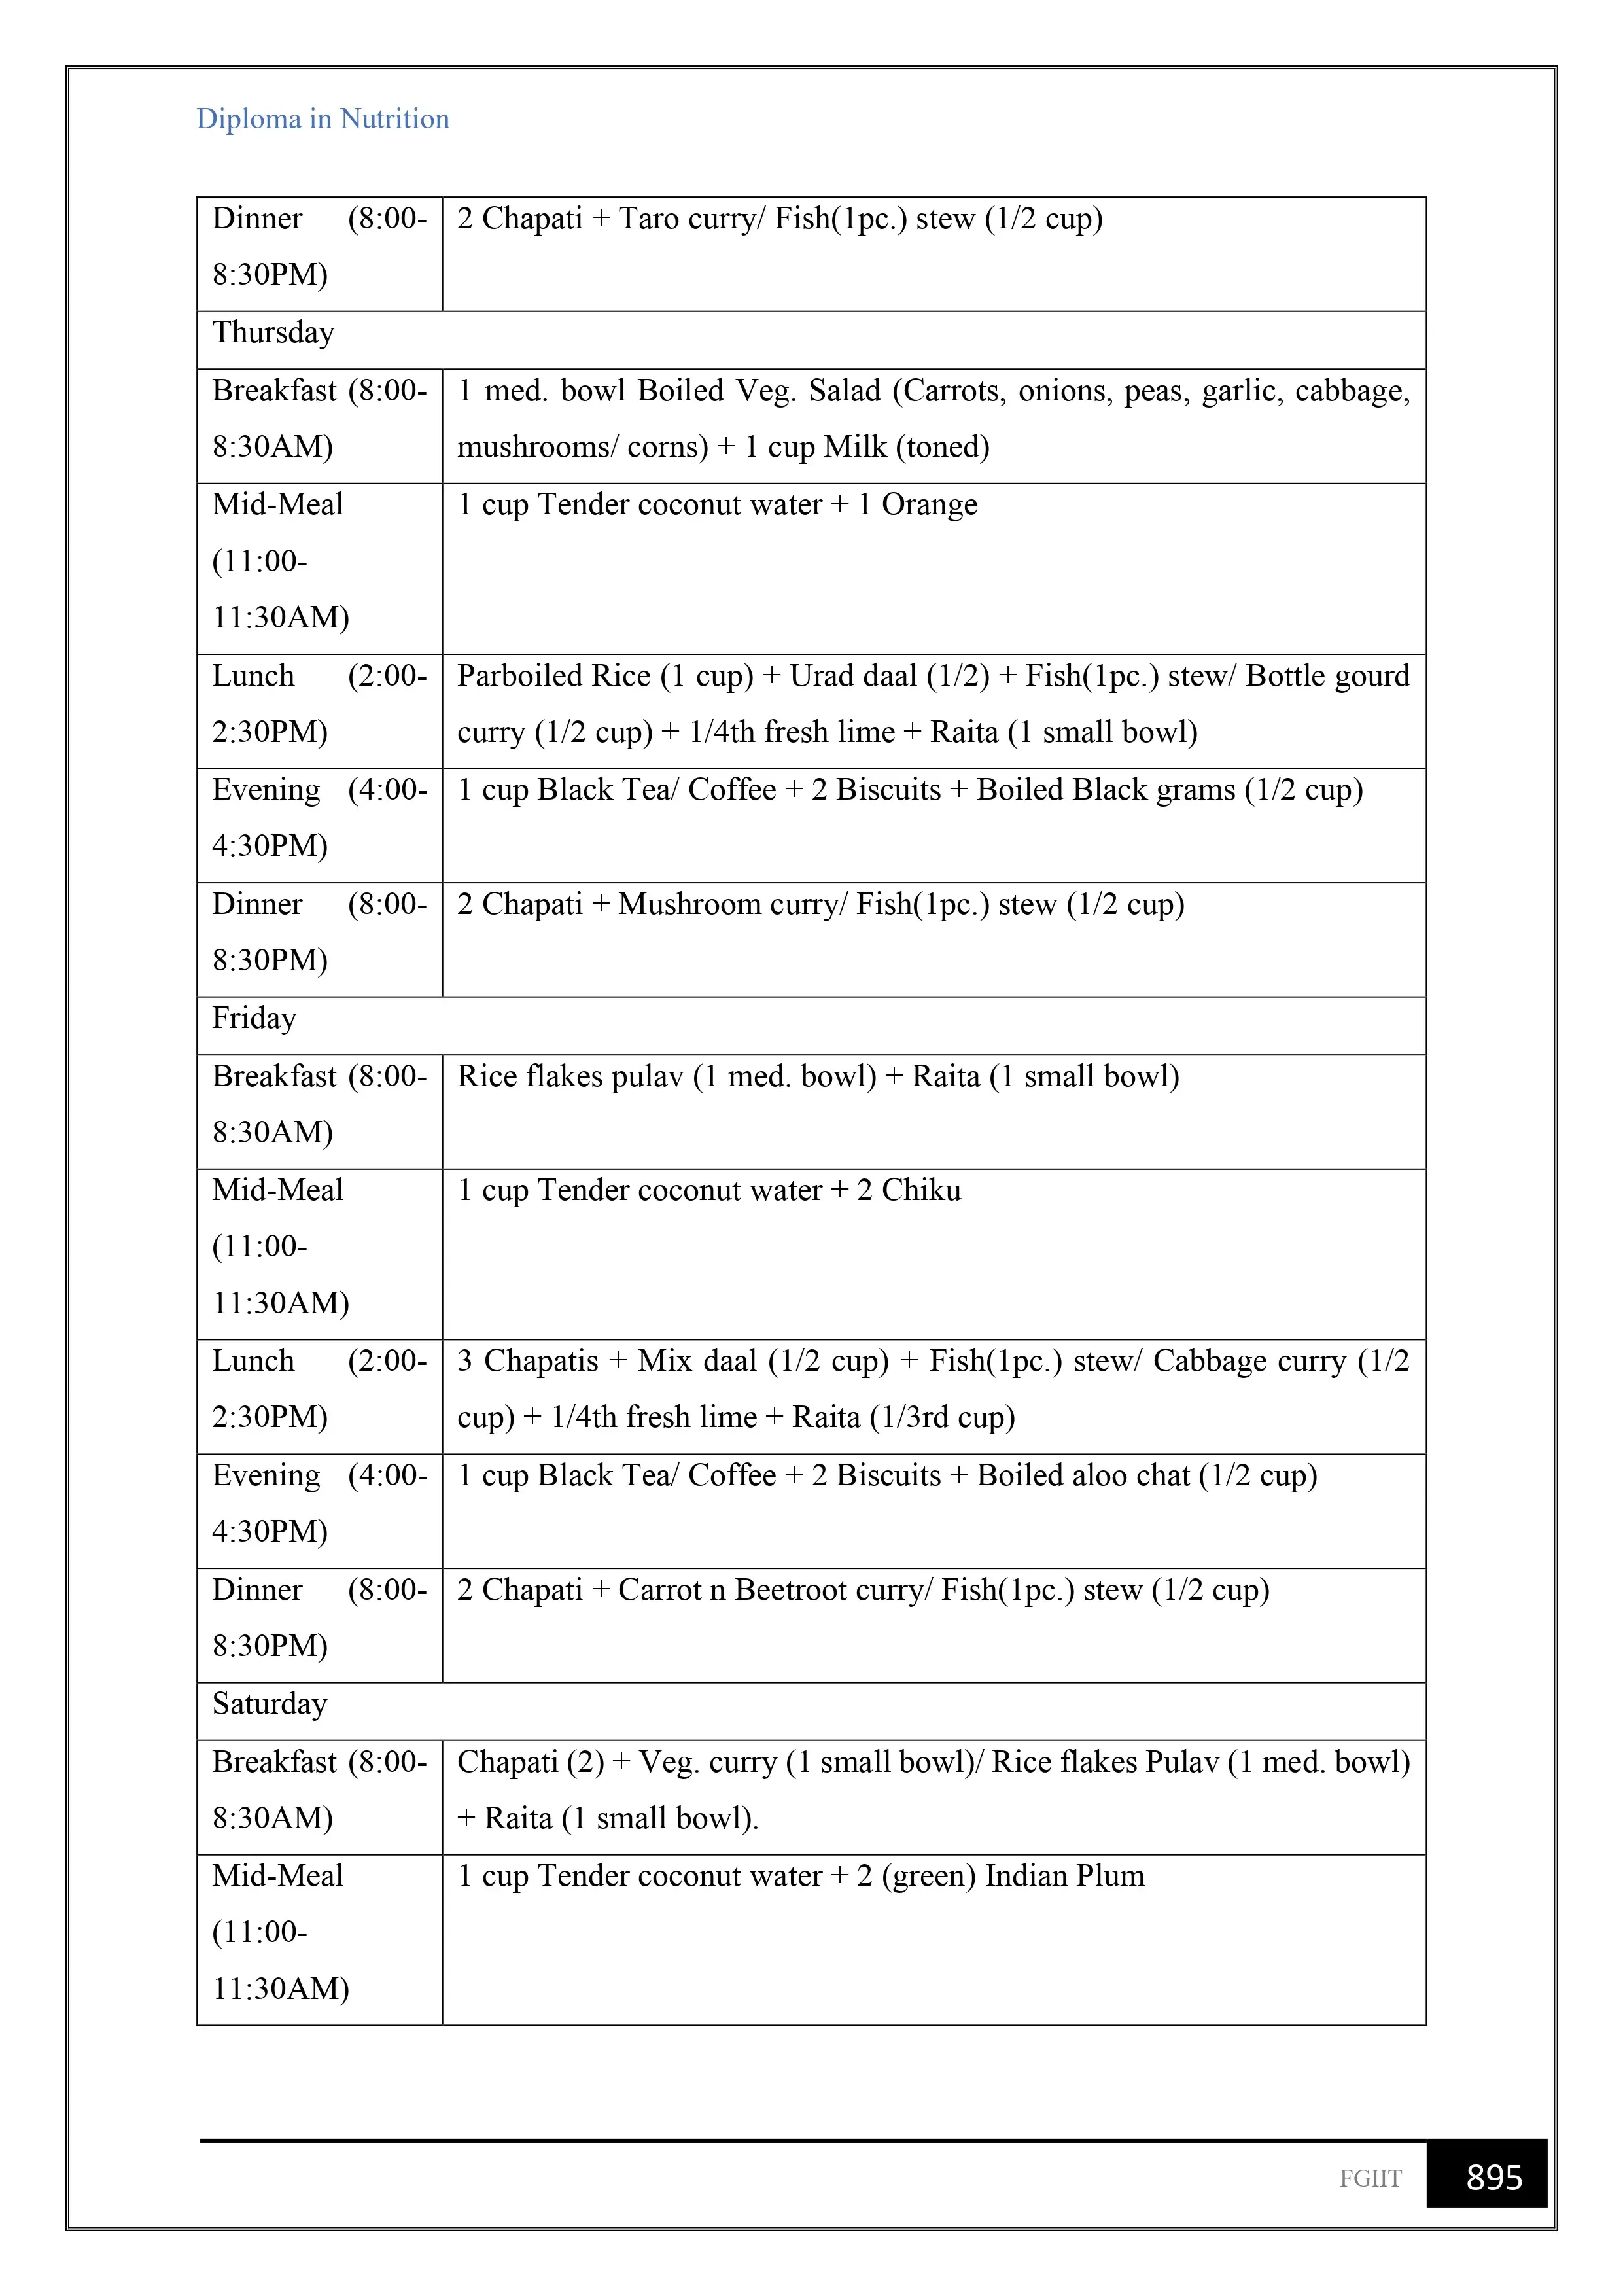 Diploma in Nutrition
Dinner (8:00-
8:30PM)
2 Chapati + Taro curry/ Fish(1pc.) stew (1/2 cup)
Thursday
Breakfast (8:00-
8:30AM)
1 med. bowl Boiled Veg. Salad (Carrots, onions, peas, garlic, cabbage,
mushrooms/ corns) + 1 cup Milk (toned)
Mid-Meal
(11:00-
11:30AM)
1 cup Tender coconut water + 1 Orange
Lunch (2:00-
2:30PM)
Parboiled Rice (1 cup) + Urad daal (1/2) + Fish(1pc.) stew/ Bottle gourd
curry (1/2 cup) + 1/4th fresh lime + Raita (1 small bowl)
Evening (4:00-
4:30PM)
1 cup Black Tea/ Coffee + 2 Biscuits + Boiled Black grams (1/2 cup)
Dinner (8:00-
8:30PM)
2 Chapati + Mushroom curry/ Fish(1pc.) stew (1/2 cup)
Friday
Breakfast (8:00-
8:30AM)
Rice flakes pulav (1 med. bowl) + Raita (1 small bowl)
Mid-Meal
(11:00-
11:30AM)
1 cup Tender coconut water + 2 Chiku
Lunch (2:00-
2:30PM)
3 Chapatis + Mix daal (1/2 cup) + Fish(1pc.) stew/ Cabbage curry (1/2
cup) + 1/4th fresh lime + Raita (1/3rd cup)
Evening (4:00-
4:30PM)
1 cup Black Tea/ Coffee + 2 Biscuits + Boiled aloo chat (1/2 cup)
Dinner (8:00-
8:30PM)
2 Chapati + Carrot n Beetroot curry/ Fish(1pc.) stew (1/2 cup)
Saturday
Breakfast (8:00-
8:30AM)
Chapati (2) + Veg. curry (1 small bowl)/ Rice flakes Pulav (1 med. bowl)
+ Raita (1 small bowl).
Mid-Meal
(11:00-
11:30AM)
1 cup Tender coconut water + 2 (green) Indian Plum
FGIIT 895